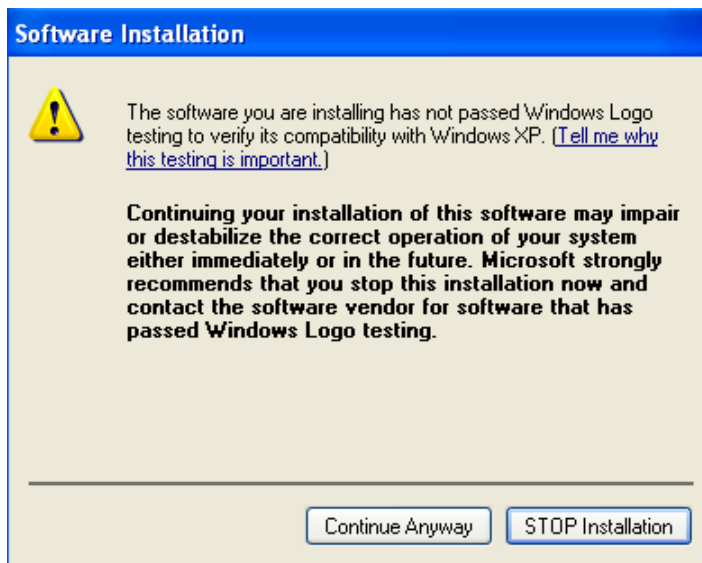 Software Installation
The software you are installing has not passed Windows Logo
testing to verify its compatibility with Windows XP. (Tell me why
this testing is important.)
Continuing your installation of this software may impair
or destabilize the correct operation of your system
either immediately or in the future. Microsoft strongly
recommends that you stop this installation now and
contact the software vendor for software that has
passed Windows Logo testing.
Continue Anyway
STOP Installation